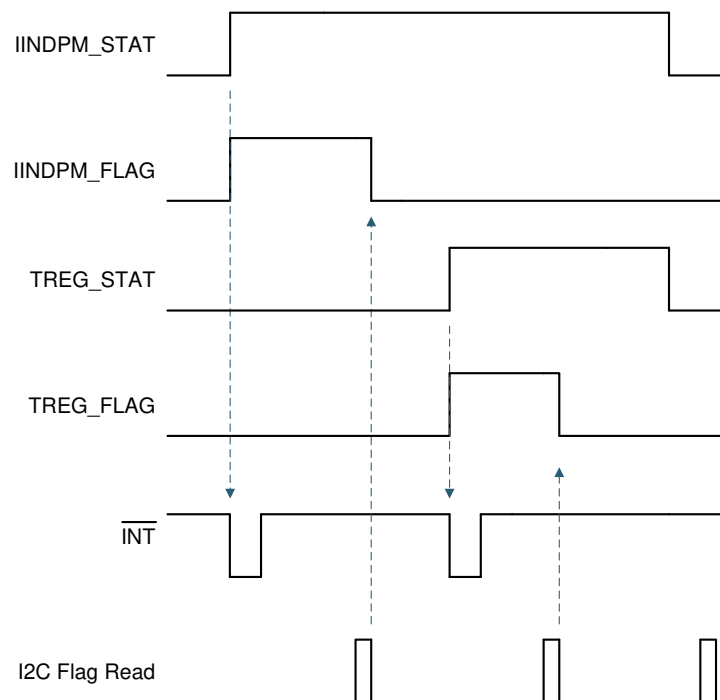 IINDPM_STAT
IINDPM_FLAG
TREG_STAT
TREG_FLAG
INT
I2C Flag Read